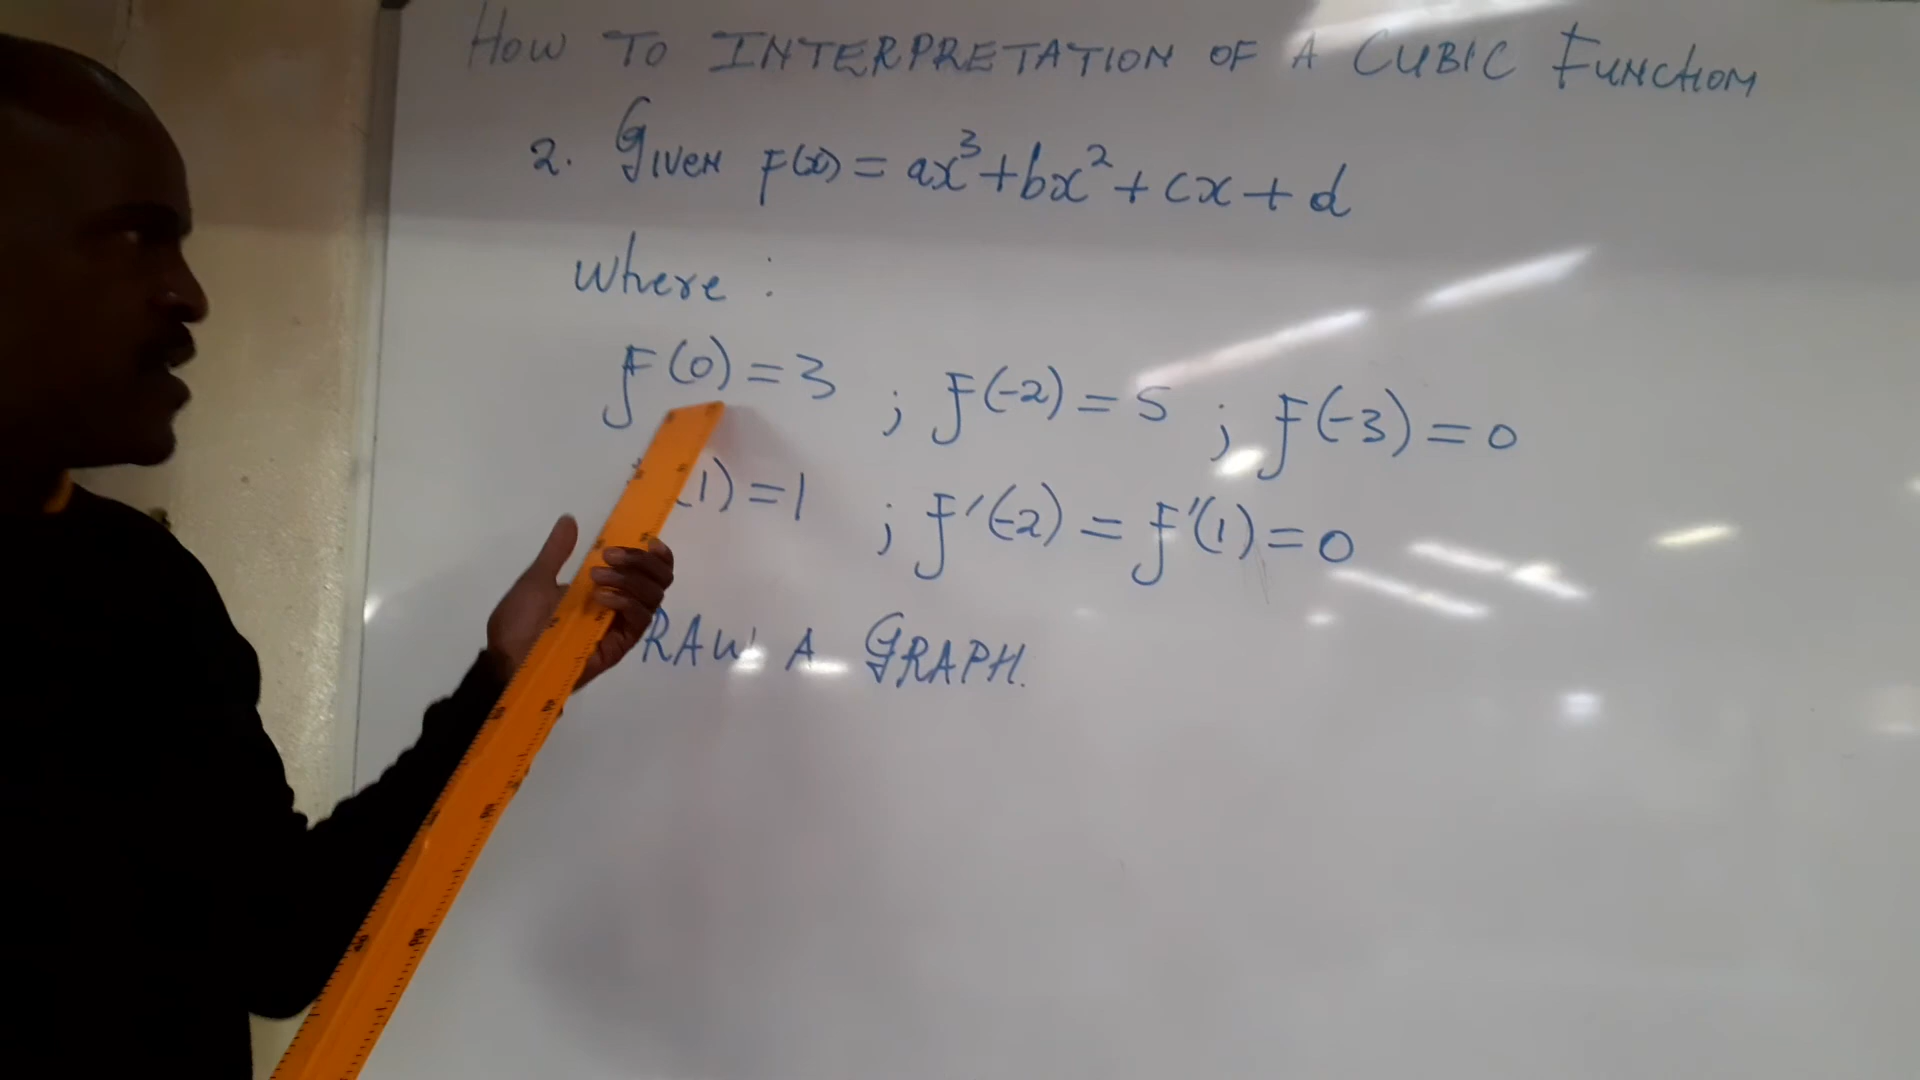 How TO INTERPRETATION OF A CUBIC FUNCTION
2. GIVEN F(x) = ax³ + bx² + cx + d
where :
F(0) = 3 ; F(-2) = 5 ; F(-3) = 0
(1) = 1 ; F'(-2) = F'(1) = 0
RAW A GRAPH.